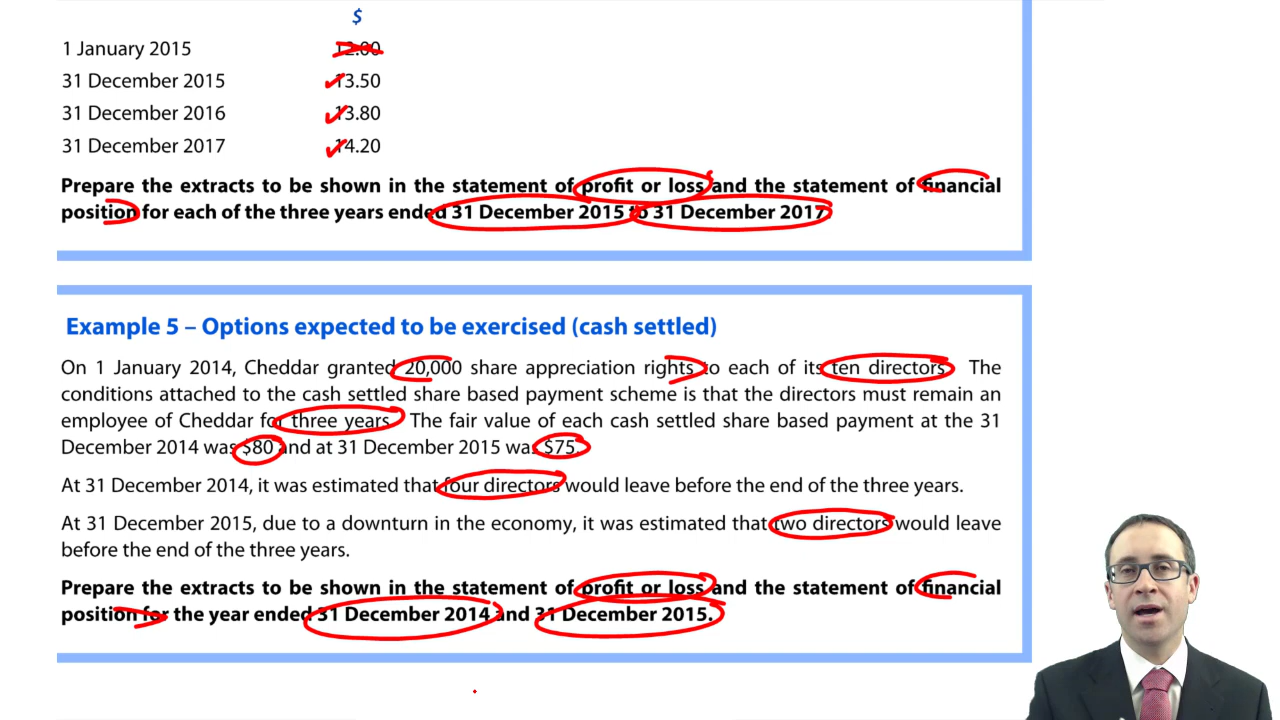 $
1 January 2015 12.00
31 December 2015 13.50
31 December 2016 13.80
31 December 2017 14.20
Prepare the extracts to be shown in the statement of profit or loss and the statement of financial
position for each of the three years ended 31 December 2015 to 31 December 2017.
Example 5 – Options expected to be exercised (cash settled)
On 1 January 2014, Cheddar granted 20,000 share appreciation rights to each of its ten directors. The
conditions attached to the cash settled share based payment scheme is that the directors must remain an
employee of Cheddar for three years. The fair value of each cash settled share based payment at the 31
December 2014 was $80 and at 31 December 2015 was $75.
At 31 December 2014, it was estimated that four directors would leave before the end of the three years.
At 31 December 2015, due to a downturn in the economy, it was estimated that two directors would leave
before the end of the three years.
Prepare the extracts to be shown in the statement of profit or loss and the statement of financial
position for the year ended 31 December 2014 and 31 December 2015.